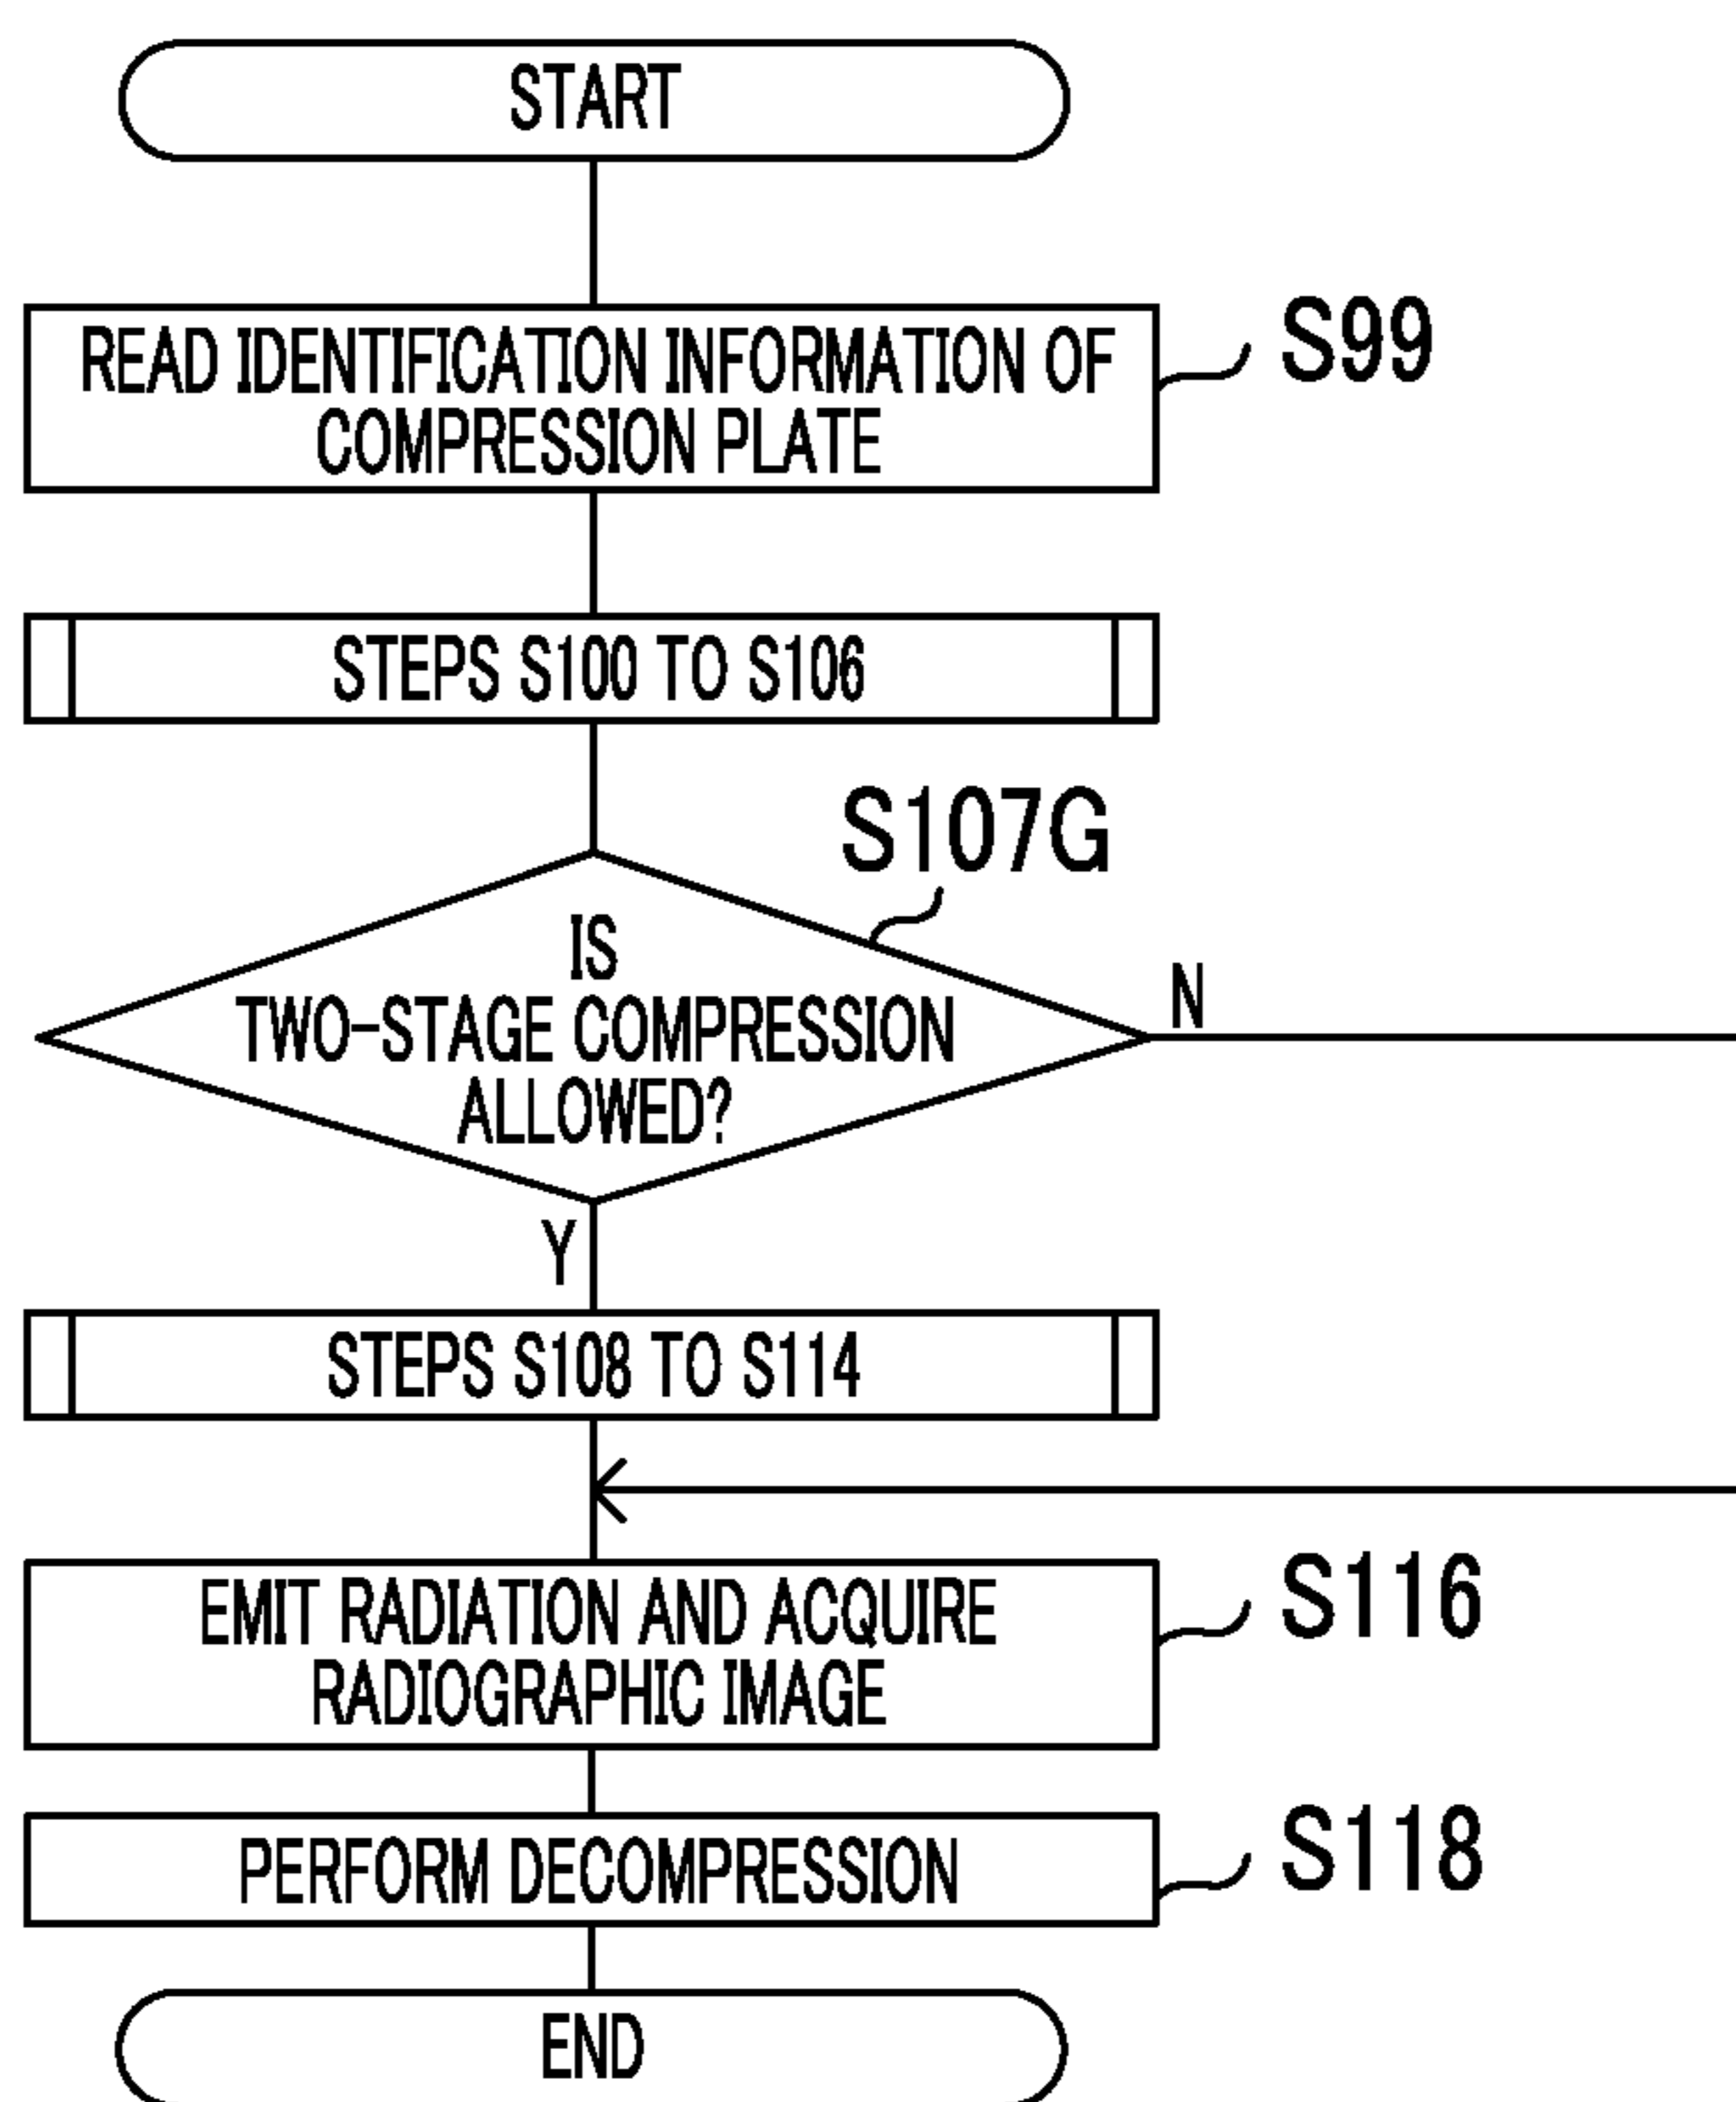 START
READ IDENTIFICATION INFORMATION OF
COMPRESSION PLATE
S99
STEPS S100 TO S106
S107G
IS
TWO-STAGE COMPRESSION
ALLOWED?
N
Y
STEPS S108 TO S114
EMIT RADIATION AND ACQUIRE
RADIOGRAPHIC IMAGE
S116
PERFORM DECOMPRESSION
S118
END